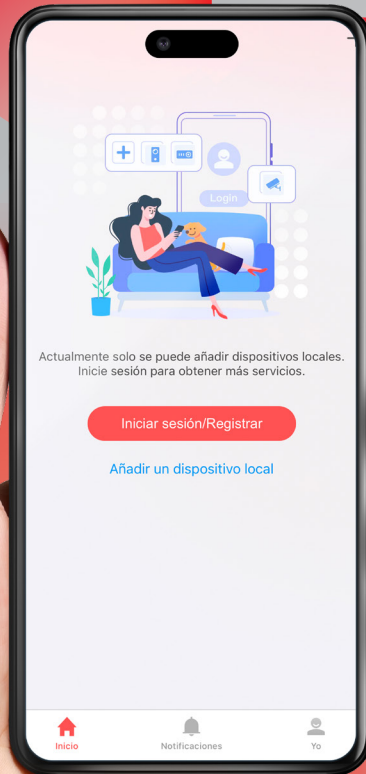 Login
Actualmente solo se puede añadir dispositivos locales.
Inicie sesión para obtener más servicios.
Iniciar sesión/Registrar
Añadir un dispositivo local
Inicio
Notificaciones
Yo